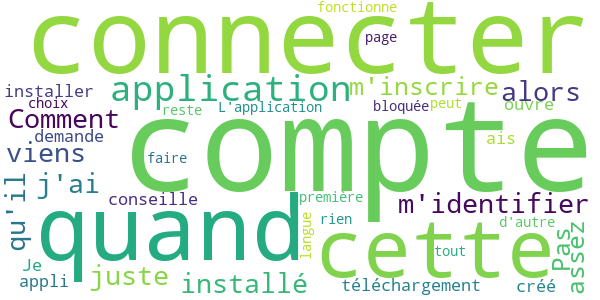 connecter
fonctionne
page
installer
application
m'inscrire
alors
choix
reste
L'application
bloquée
peut
ouvre
Comment
demande
compte
ais
viens
faire
qu'il
j'ai
conseille
première
m'identifier
quand
langue
rien
d'autre
Pas
assez
cette
tout
Je
appli
juste
installé
téléchargement
créé